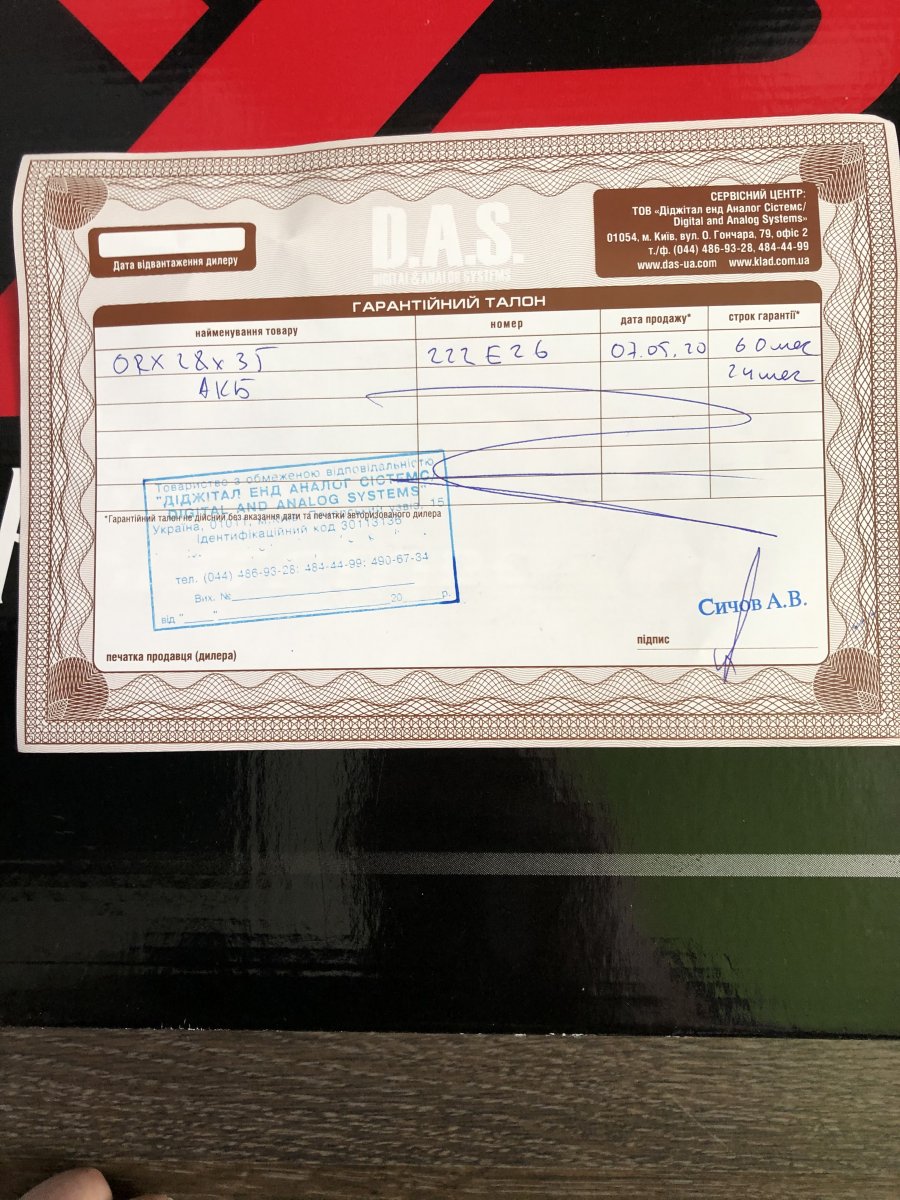 СЕРВІСНИЙ ЦЕНТР:
ТОВ «Діджітал енд Аналог Сістемс/
Digital and Analog Systems»
01054, м. Київ, вул. О. Гончара, 79, офіс 2
т./ф. (044) 486-93-28, 484-44-99
www.das-ua.com www.klad.com.ua
Дата відвантаження дилеру
D.A.S.
DIGITAL & ANALOG SYSTEMS
ГАРАНТІЙНИЙ ТАЛОН
найменування товару номер дата продажу* строк гарантії*
ORX 28x35 222E26 07.05.20 60 мес
АКБ 24 мес
Товариство з обмеженою відповідальністю
"ДІДЖІТАЛ ЕНД АНАЛОГ СІСТЕМС/
DIGITAL AND ANALOG SYSTEMS"
*Гарантійний талон не дійсний без вказання дати та печатки авторизованого дилера
Україна, 15
Ідентифікаційний код 30113136
тел. (044) 486-93-28; 484-44-99; 490-67-34
Вих. №
від "____" 20 р.
Сичов А.В.
підпис
печатка продавця (дилера)